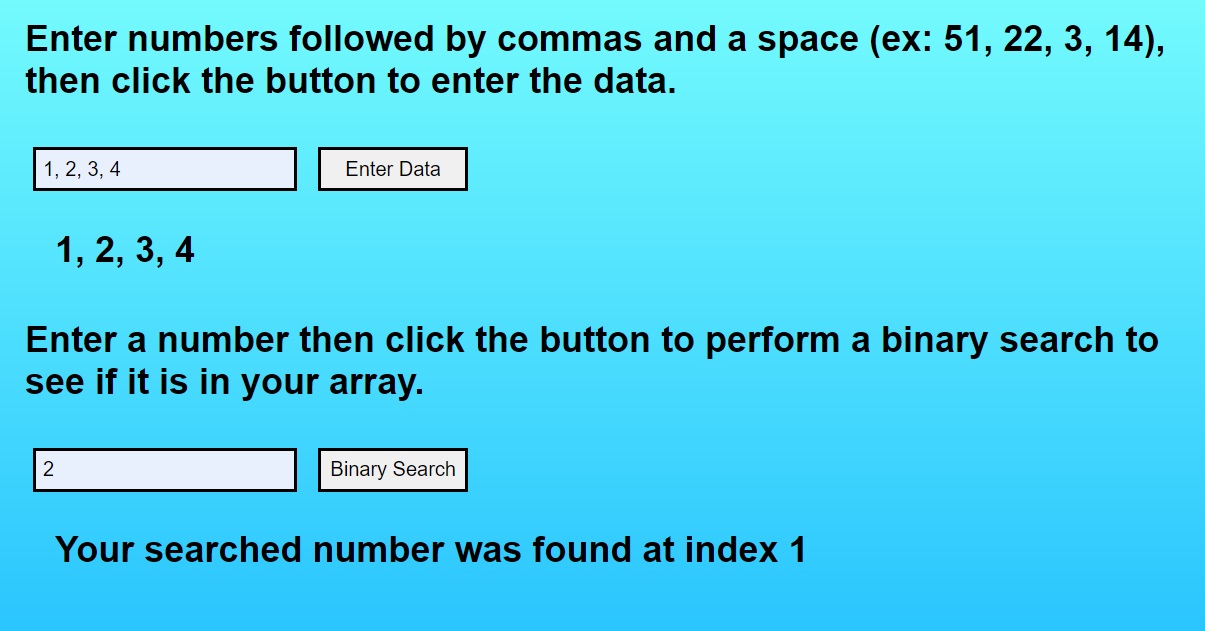 Enter numbers followed by commas and a space (ex: 51, 22, 3, 14),
then click the button to enter the data.
1, 2, 3, 4
Enter Data
1, 2, 3, 4
Enter a number then click the button to perform a binary search to
see if it is in your array.
2
Binary Search
Your searched number was found at index 1